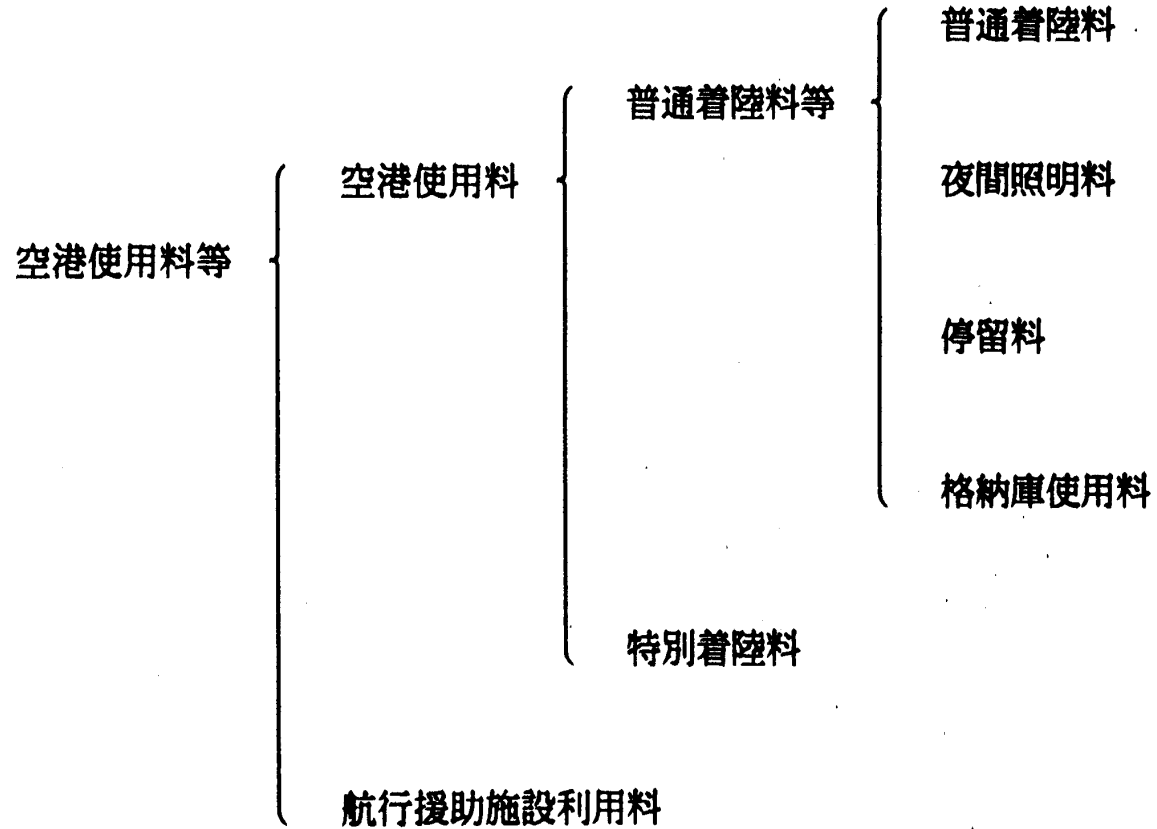 普通着陸料
普通着陸料等
空港使用料
夜間照明料
空港使用料等
停留料
格納庫使用料
特別着陸料
航行援助施設利用料